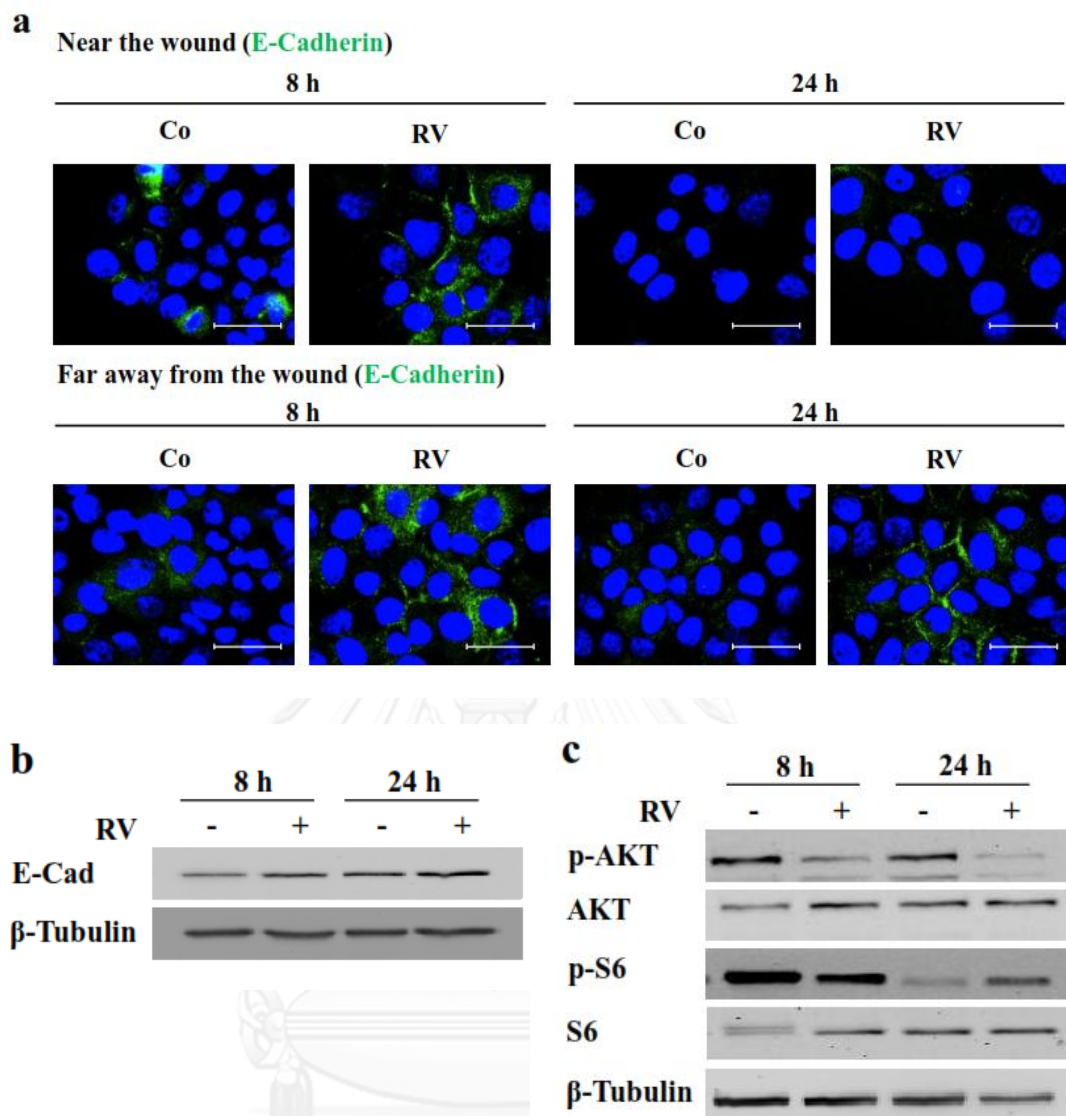 a
Near the wound (E-Cadherin)
8 h 24 h
Co RV Co RV
Far away from the wound (E-Cadherin)
8 h 24 h
Co RV Co RV
b
8 h 24 h
RV - + - +
E-Cad
β-Tubulin
c
8 h 24 h
RV - + - +
p-AKT
AKT
p-S6
S6
β-Tubulin